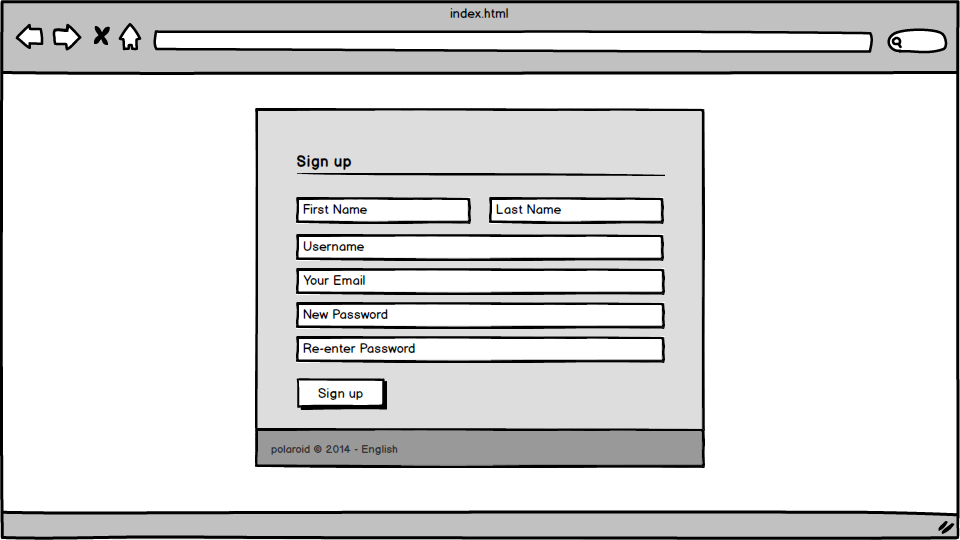 index.html
Sign up
First Name Last Name
Username
Your Email
New Password
Re-enter Password
Sign up
polaroid © 2014 - English